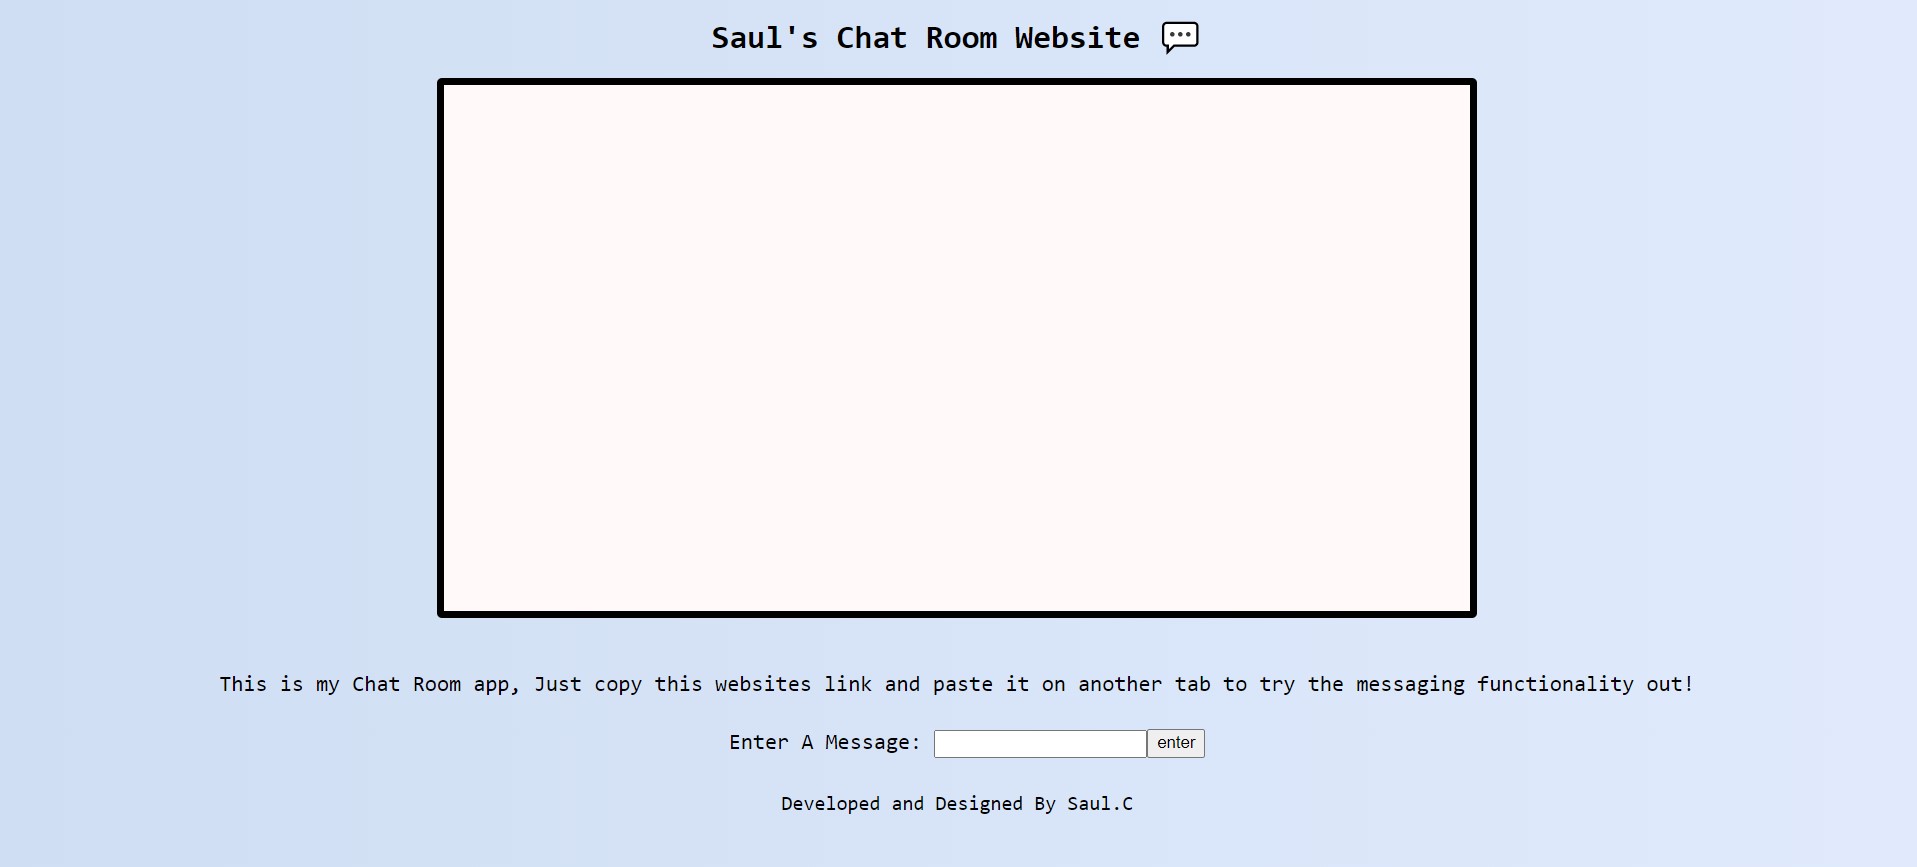 Saul's Chat Room Website
This is my Chat Room app, Just copy this websites link and paste it on another tab to try the messaging functionality out!
Enter A Message: enter
Developed and Designed By Saul.C